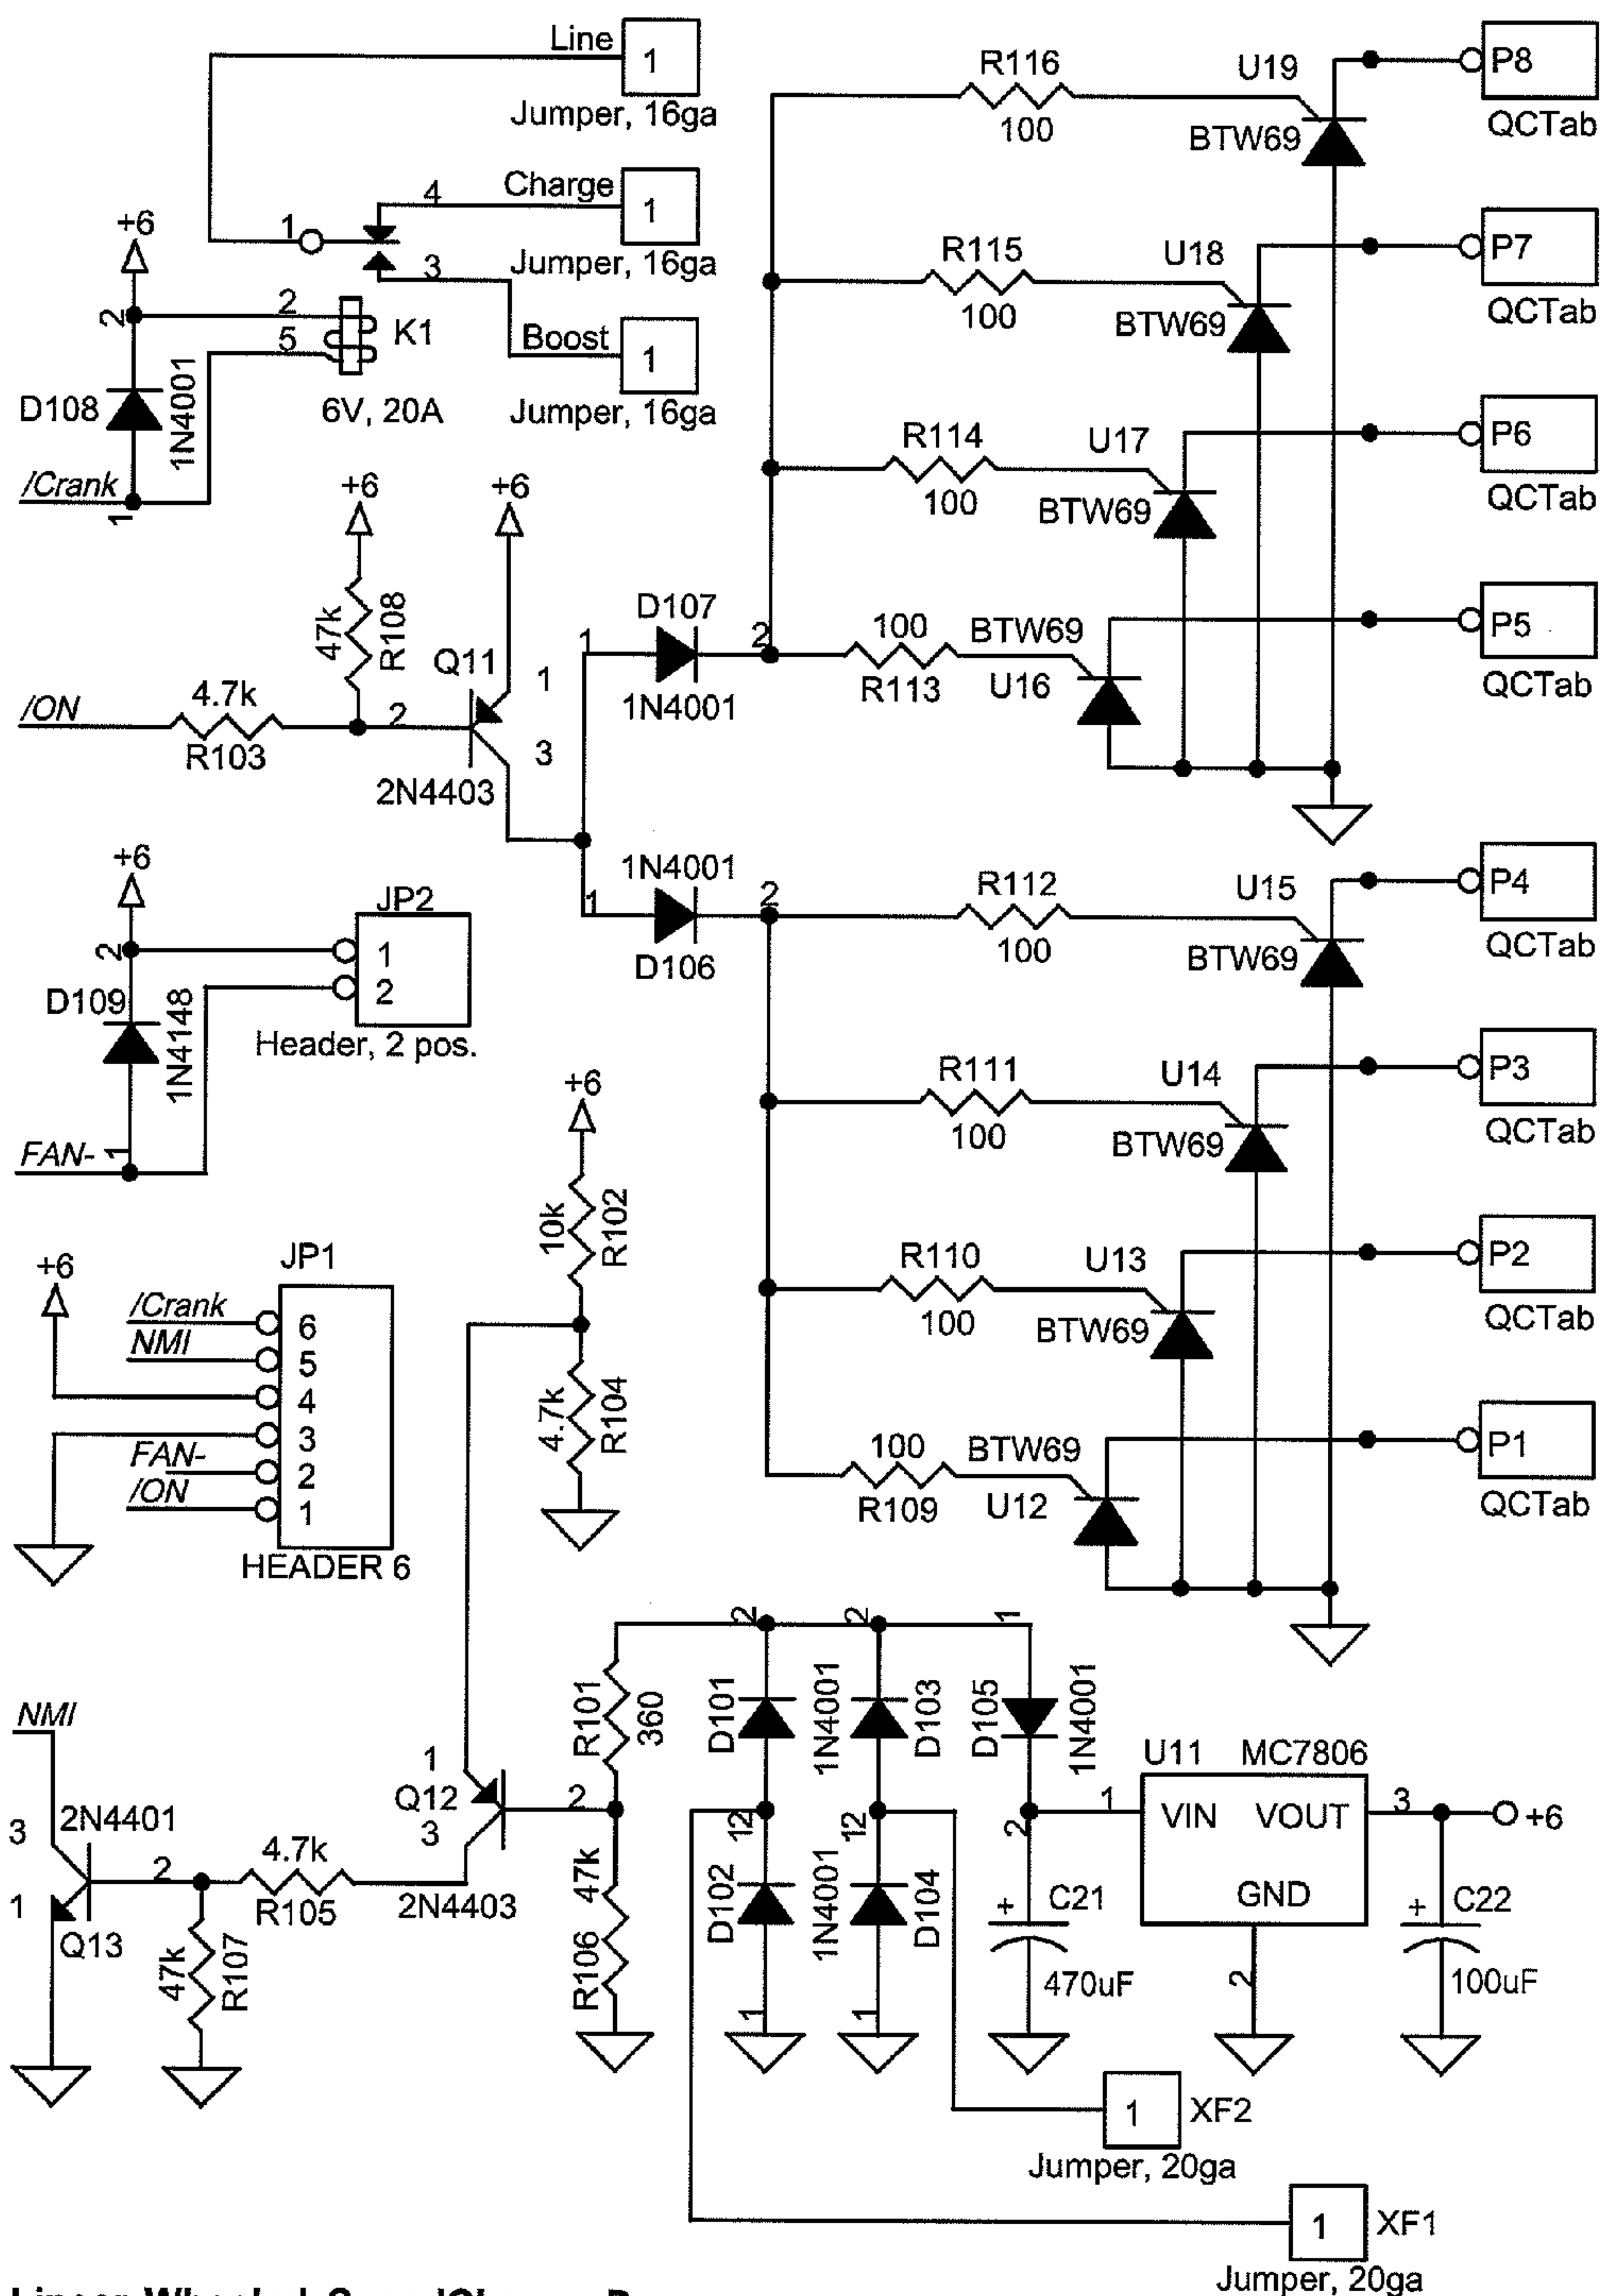 Line
1
Jumper, 16ga
4
Charge
1
Jumper, 16ga
1
3
Boost
1
Jumper, 16ga
+6
2
2
5
K1
6V, 20A
D108
1N4001
/Crank
1
R116
100
U19
BTW69
P8
QCTab
R115
100
U18
BTW69
P7
QCTab
R114
100
U17
BTW69
P6
QCTab
100
R113
BTW69
U16
P5
QCTab
+6
+6
47k
R108
Q11
1
/ON
4.7k
R103
2
3
2N4403
1
D107
1N4001
2
1N4001
1
D106
2
R112
100
U15
BTW69
P4
QCTab
R111
100
U14
BTW69
P3
QCTab
R110
100
U13
BTW69
P2
QCTab
100
R109
BTW69
U12
P1
QCTab
+6
2
JP2
1
2
Header, 2 pos.
D109
1N4148
FAN-
1
+6
10k
R102
4.7k
R104
+6
JP1
/Crank
6
NMI
5
4
3
FAN-
2
/ON
1
HEADER 6
NMI
3
2N4401
1
Q13
2
4.7k
R105
47k
R107
1
Q12
3
2N4403
2
R101
360
47k
R106
2
2
1
D101
1N4001
D103
D105
1N4001
12
12
2
D102
1N4001
D104
1
1
+
C21
470uF
U11
MC7806
1
VIN
VOUT
3
GND
2
+6
+
C22
100uF
1
XF2
Jumper, 20ga
1
XF1
Jumper, 20ga